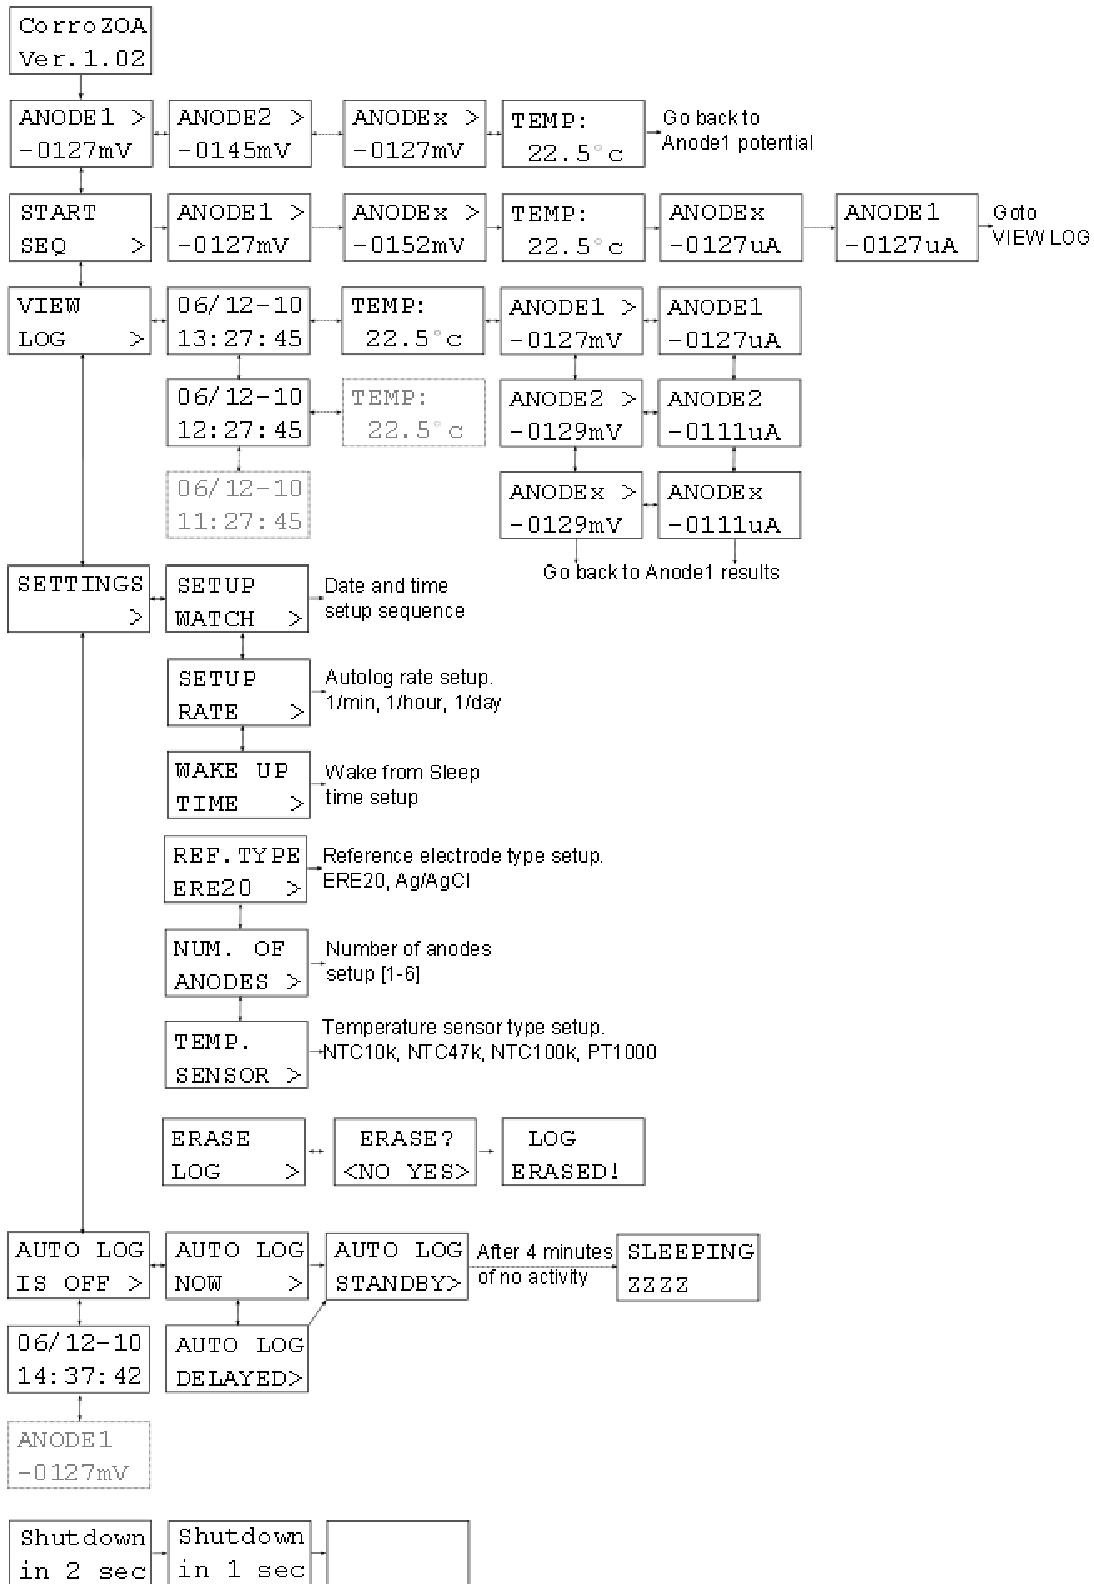 CorroZOA
Ver.1.02
ANODE1 >
-0127mV
ANODE2 >
-0145mV
ANODEx >
-0127mV
TEMP:
22.5°c
Go back to
Anode1 potential
START
SEQ >
ANODE1 >
-0127mV
ANODEx >
-0152mV
TEMP:
22.5°c
ANODEx
-0127uA
ANODE1
-0127uA
Goto
VIEW LOG
VIEW
LOG >
06/12-10
13:27:45
TEMP:
22.5°c
ANODE1 >
-0127mV
ANODE1
-0127uA
06/12-10
12:27:45
TEMP:
22.5°c
ANODE2 >
-0129mV
ANODE2
-0111uA
06/12-10
11:27:45
ANODEx >
-0129mV
ANODEx
-0111uA
Go back to Anode1 results
SETTINGS
>
SETUP
WATCH >
Date and time
setup sequence
SETUP
RATE >
Autolog rate setup.
1/min, 1/hour, 1/day
WAKE UP
TIME >
Wake from Sleep
time setup
REF.TYPE
ERE20 >
Reference electrode type setup.
ERE20, Ag/AgCl
NUM. OF
ANODES >
Number of anodes
setup [1-6]
TEMP.
SENSOR >
Temperature sensor type setup.
NTC10k, NTC47k, NTC100k, PT1000
ERASE
LOG >
ERASE?
<NO YES>
LOG
ERASED!
AUTO LOG
IS OFF >
AUTO LOG
NOW >
AUTO LOG
STANDBY>
After 4 minutes
of no activity
SLEEPING
ZZZZ
06/12-10
14:37:42
AUTO LOG
DELAYED>
ANODE1
-0127mV
Shutdown
in 2 sec
Shutdown
in 1 sec